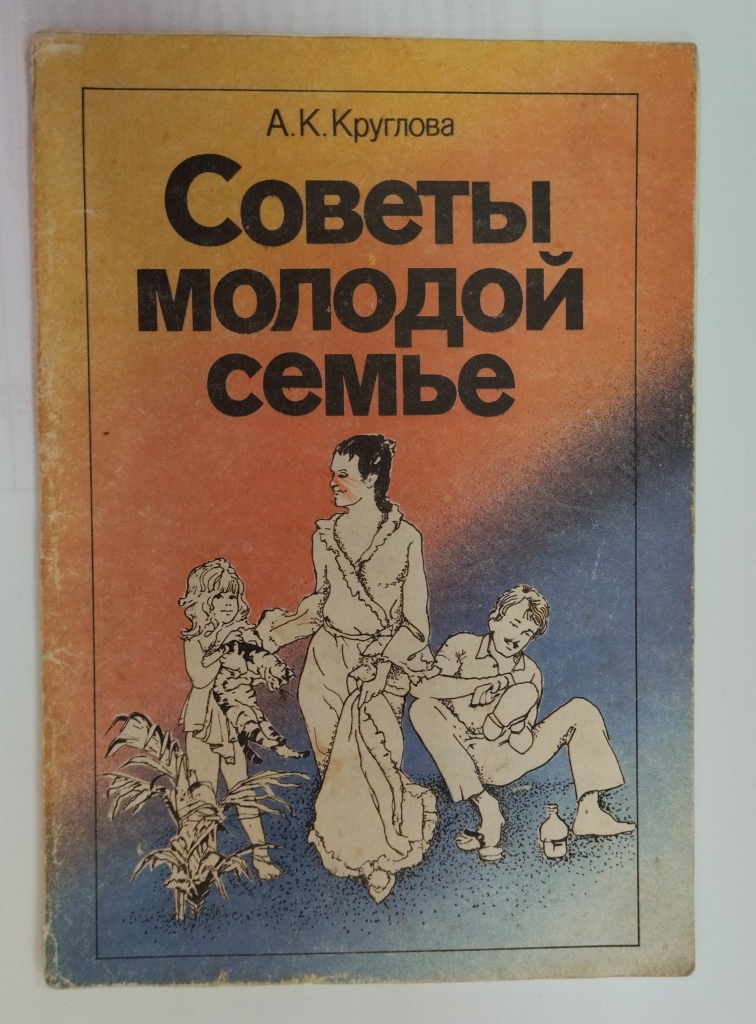 А.К.Круглова
Советы
молодой
семье